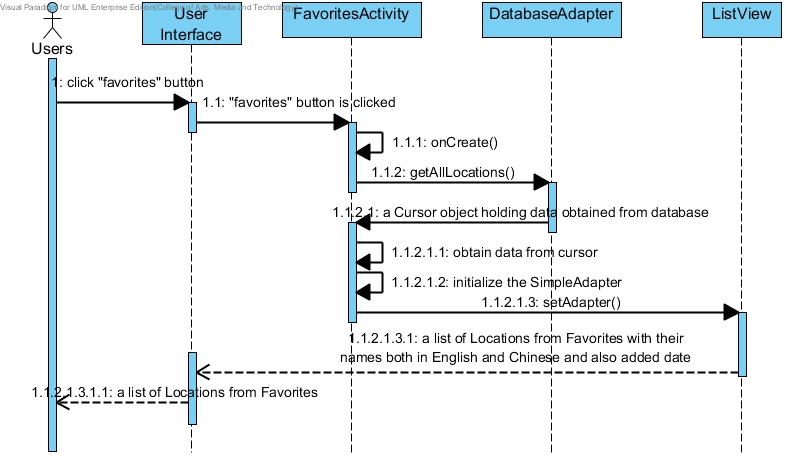 Visual Paradigm for UML Enterprise Edition(College of Arts, Media and Technology)
User
Interface
FavoritesActivity
DatabaseAdapter
ListView
Users
1: click "favorites" button
1.1: "favorites" button is clicked
1.1.1: onCreate()
1.1.2: getAllLocations()
1.1.2.1: a Cursor object holding data obtained from database
1.1.2.1.1: obtain data from cursor
1.1.2.1.2: initialize the SimpleAdapter
1.1.2.1.3: setAdapter()
1.1.2.1.3.1: a list of Locations from Favorites with their
names both in English and Chinese and also added date
1.1.2.1.3.1.1: a list of Locations from Favorites